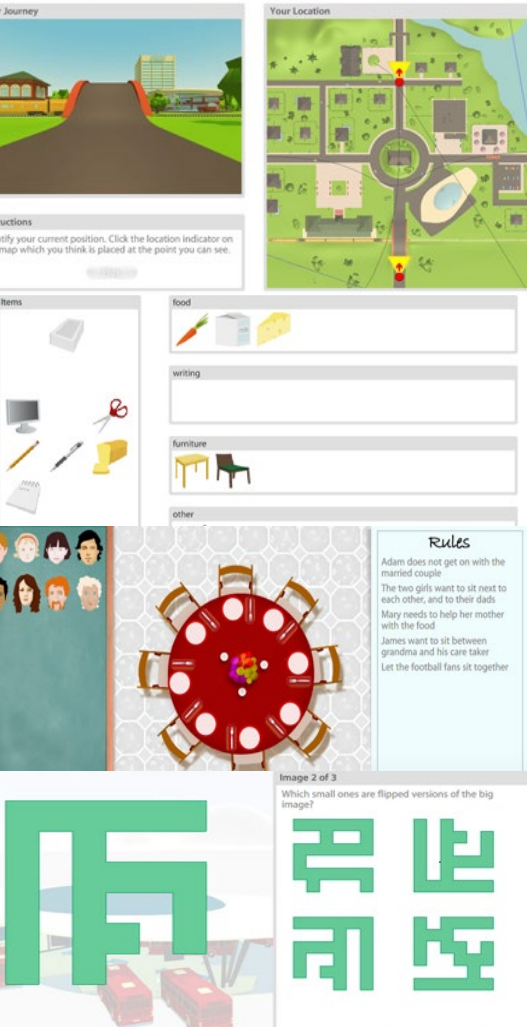 Journey
Your Location
uctions
tify your current position. Click the location indicator on
map which you think is placed at the point you can see.
Items
food
writing
furniture
other
Rules
Adam does not get on with the
married couple
The two girls want to sit next to
each other, and to their dads
Mary needs to help her mother
with the food
James want to sit between
grandma and his care taker
Let the football fans sit together
Image 2 of 3
Which small ones are flipped versions of the big
image?